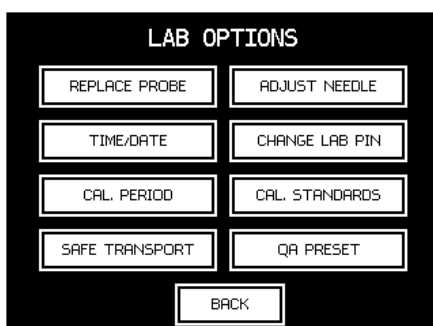 LAB OPTIONS
REPLACE PROBE
ADJUST NEEDLE
TIME/DATE
CHANGE LAB PIN
CAL. PERIOD
CAL. STANDARDS
SAFE TRANSPORT
QA PRESET
BACK